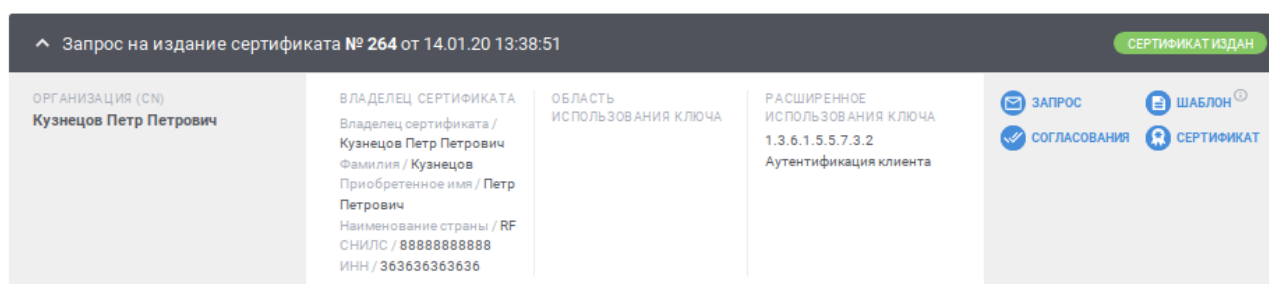 Запрос на издание сертификата № 264 от 14.01.20 13:38:51
СЕРТИФИКАТ ИЗДАН
ОРГАНИЗАЦИЯ (CN)
Кузнецов Петр Петрович
ВЛАДЕЛЕЦ СЕРТИФИКАТА
Владелец сертификата /
Кузнецов Петр Петрович
Фамилия / Кузнецов
Приобретенное имя / Петр
Петрович
Наименование страны / RF
СНИЛС / 88888888888
ИНН / 363636363636
ОБЛАСТЬ
ИСПОЛЬЗОВАНИЯ КЛЮЧА
РАСШИРЕННОЕ
ИСПОЛЬЗОВАНИЯ КЛЮЧА
1.3.6.1.5.5.7.3.2
Аутентификация клиента
ЗАПРОС
ШАБЛОН
СОГЛАСОВАНИЯ
СЕРТИФИКАТ